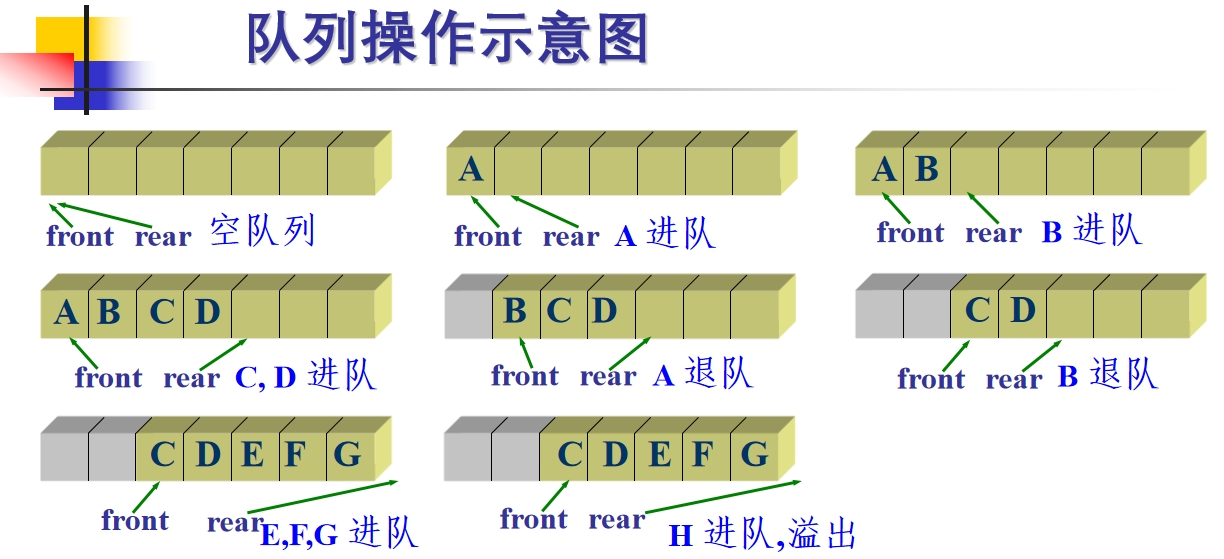 队列操作示意图
front rear 空队列
A
front rear A 进队
A B
front rear B 进队
A B C D
front rear C, D 进队
B C D
front rear A 退队
C D
front rear B 退队
C D E F G
front rear E,F,G 进队
C D E F G
front rear H 进队,溢出